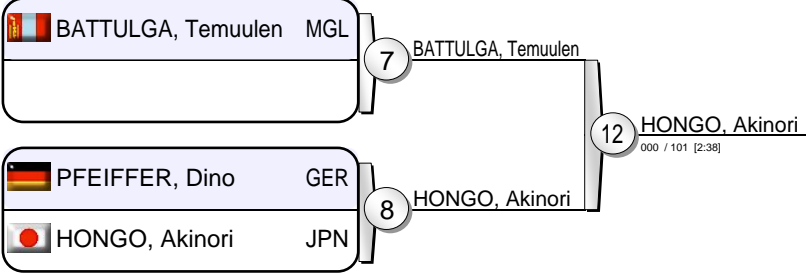 BATTULGA, Temuulen MGL
7
BATTULGA, Temuulen
12
HONGO, Akinori
000 / 101 [2:38]
PFEIFFER, Dino GER
HONGO, Akinori JPN
8
HONGO, Akinori